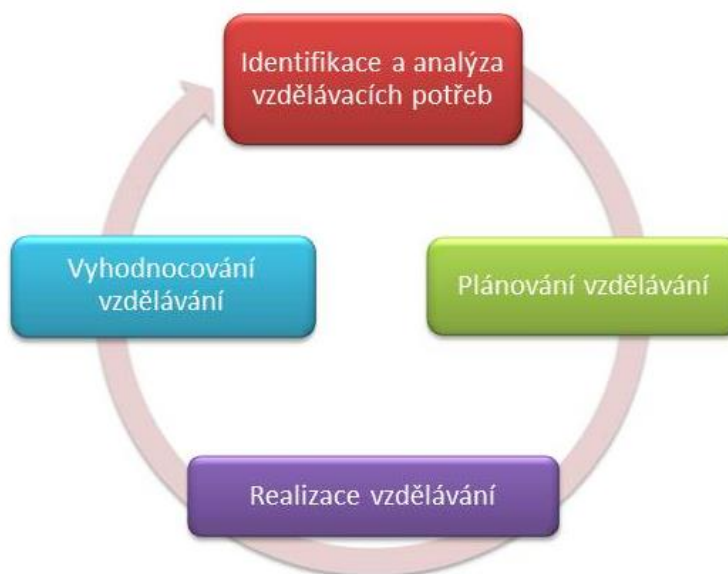 Identifikace a analýza
vzdělávacích potřeb
Plánování vzdělávání
Realizace vzdělávání
Vyhodnocování
vzdělávání